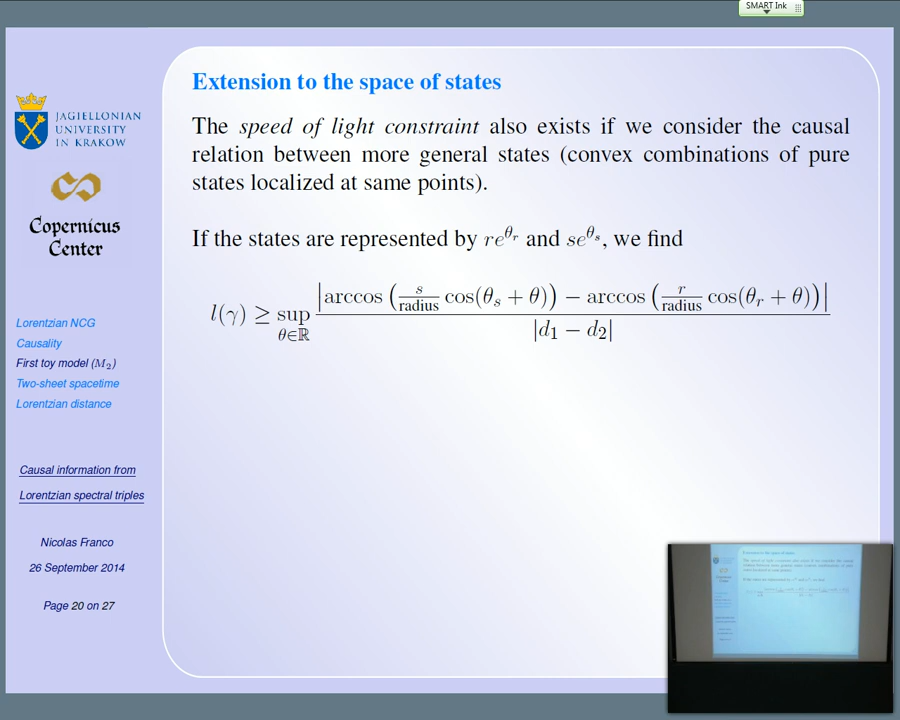 SMART Ink
JAGIELLONIAN
UNIVERSITY
IN KRAKOW
Copernicus
Center
Lorentzian NCG
Causality
First toy model (M₂)
Two-sheet spacetime
Lorentzian distance
Causal information from
Lorentzian spectral triples
Nicolas Franco
26 September 2014
Page 20 on 27
Extension to the space of states
The speed of light constraint also exists if we consider the causal
relation between more general states (convex combinations of pure
states localized at same points).
If the states are represented by re^{θ_r} and se^{θ_s}, we find
l(γ) ≥ sup_{θ∈ℝ} |arccos (s/radius cos(θ_s + θ)) − arccos (r/radius cos(θ_r + θ))| / |d₁ − d₂|